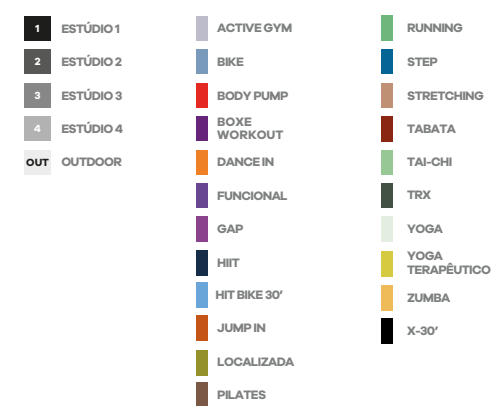 1 ESTÚDIO 1
2 ESTÚDIO 2
3 ESTÚDIO 3
4 ESTÚDIO 4
OUT OUTDOOR
ACTIVE GYM
BIKE
BODY PUMP
BOXE
WORKOUT
DANCE IN
FUNCIONAL
GAP
HIIT
HIT BIKE 30'
JUMP IN
LOCALIZADA
PILATES
RUNNING
STEP
STRETCHING
TABATA
TAI-CHI
TRX
YOGA
YOGA
TERAPÊUTICO
ZUMBA
X-30'